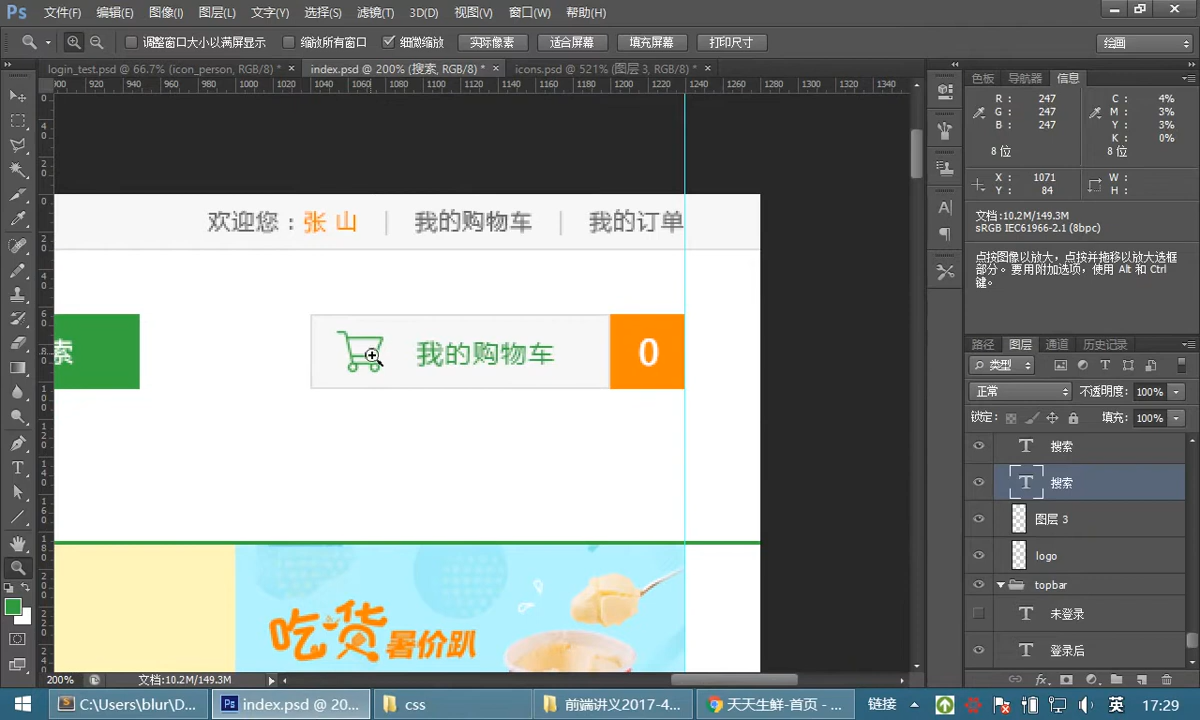 Ps 文件(F) 编辑(E) 图像(I) 图层(L) 文字(Y) 选择(S) 滤镜(T) 3D(D) 视图(V) 窗口(W) 帮助(H)
调整窗口大小以满屏显示 缩放所有窗口 细微缩放 实际像素 适合屏幕 填充屏幕 打印尺寸 绘画
login_test.psd @ 66.7% (icon_person, RGB/8) * × index.psd @ 200% (搜索, RGB/8) * × icons.psd @ 521% (图层 3, RGB/8) * ×
色板 导航器 信息
920 940 960 980 1000 1020 1040 1060 1080 1100 1120 1140 1160 1180 1200 1220 1240 1260 1280 1300 1320 1340
R: 247 C: 4%
G: 247 M: 3%
B: 247 Y: 3%
K: 0%
8 位 8 位
X: 1071 W:
Y: 84 H:
文档:10.2M/149.3M
sRGB IEC61966-2.1 (8bpc)
点按图像以放大，点按并拖移以放大选框
部分。要用附加选项，使用 Alt 和 Ctrl
键。
欢迎您：张 山 | 我的购物车 | 我的订单
索 我的购物车 0
吃货暑价趴
路径 图层 通道 历史记录
类型
正常 不透明度: 100%
锁定: 填充: 100%
T 搜索
T 搜索
图层 3
logo
topbar
T 未登录
T 登录后
200% 文档:10.2M/149.3M
C:\Users\blur\D... index.psd @ 20... css 前端讲义2017-4... 天天生鲜-首页 - ... 链接 英 17:29